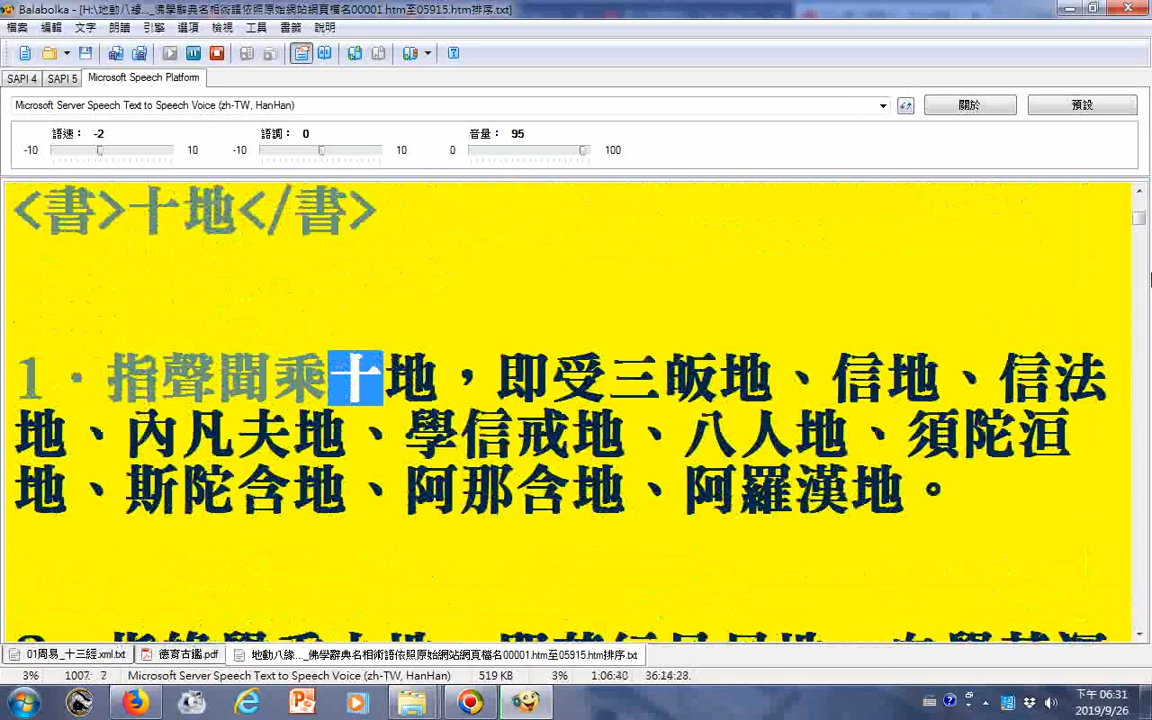 Balabolka - [H:\地動八緣..._佛學辭典名相術語依照原始網站網頁檔名00001.htm至05915.htm排序.txt]
檔案 編輯 文字 朗讀 引擎 選項 檢視 工具 書籤 說明
SAPI 4 SAPI 5 Microsoft Speech Platform
Microsoft Server Speech Text to Speech Voice (zh-TW, HanHan) 關於 預設
語速： -2 語調： 0 音量： 95
-10 10 -10 10 0 100
<書>十地</書>
1．指聲聞乘十地，即受三皈地、信地、信法
地、內凡夫地、學信戒地、八人地、須陀洹
地、斯陀含地、阿那含地、阿羅漢地。
01周易_十三經.xml.txt 德育古鑑.pdf 地動八緣..._佛學辭典名相術語依照原始網站網頁檔名00001.htm至05915.htm排序.txt
3% 1007: 2 Microsoft Server Speech Text to Speech Voice (zh-TW, HanHan) 519 KB 3% 1:06:40 36:14:28.
下午 06:31
2019/9/26